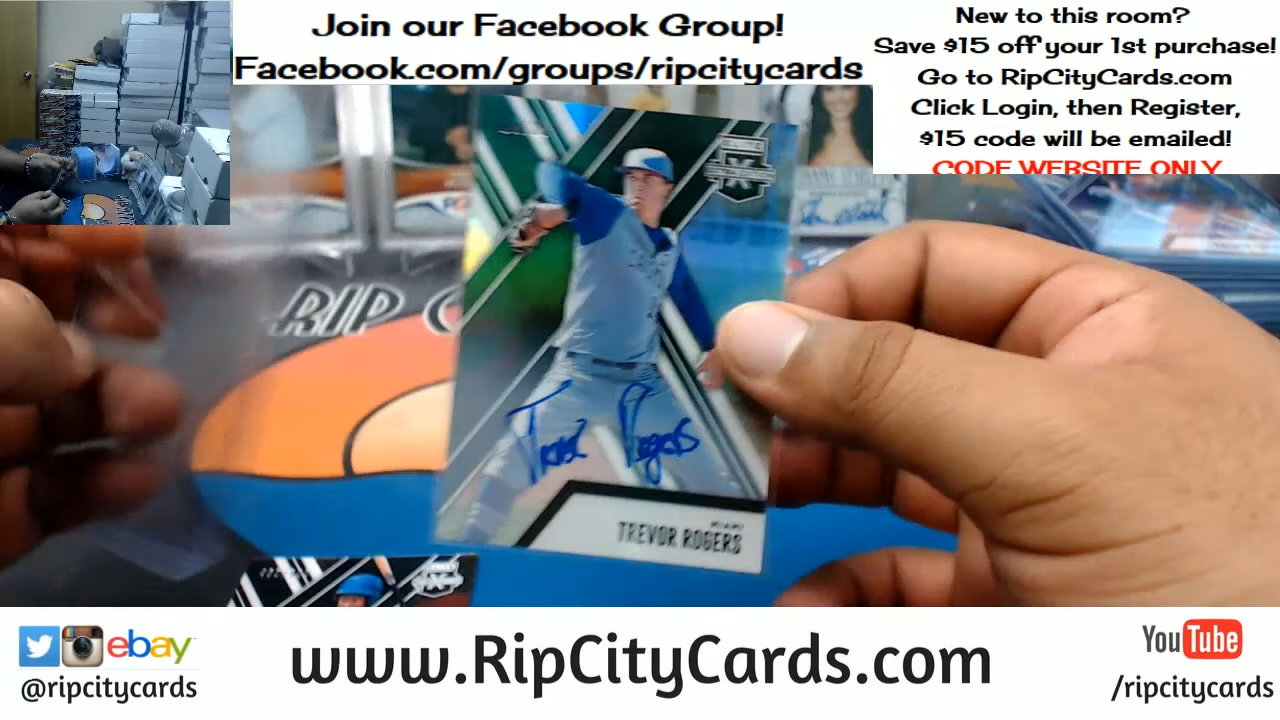 Join our Facebook Group!
Facebook.com/groups/ripcitycards
New to this room?
Save $15 off your 1st purchase!
Go to RipCityCards.com
Click Login, then Register,
$15 code will be emailed!
CODE WEBSITE ONLY
RIP C
Trevor Rogers
MIAMI
TREVOR ROGERS
ebay
@ripcitycards
www.RipCityCards.com
YouTube
/ripcitycards